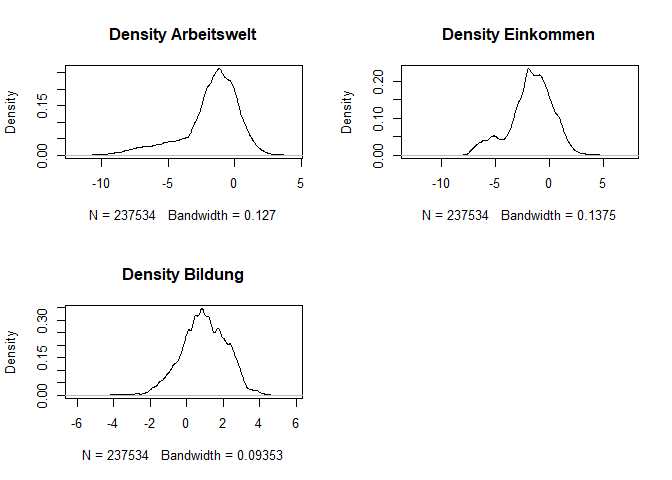 Density Arbeitswelt
Density
0.00 0.15
-10 -5 0 5
N = 237534 Bandwidth = 0.127
Density Einkommen
Density
0.00 0.10 0.20
-10 -5 0 5
N = 237534 Bandwidth = 0.1375
Density Bildung
Density
0.00 0.15 0.30
-6 -4 -2 0 2 4 6
N = 237534 Bandwidth = 0.09353